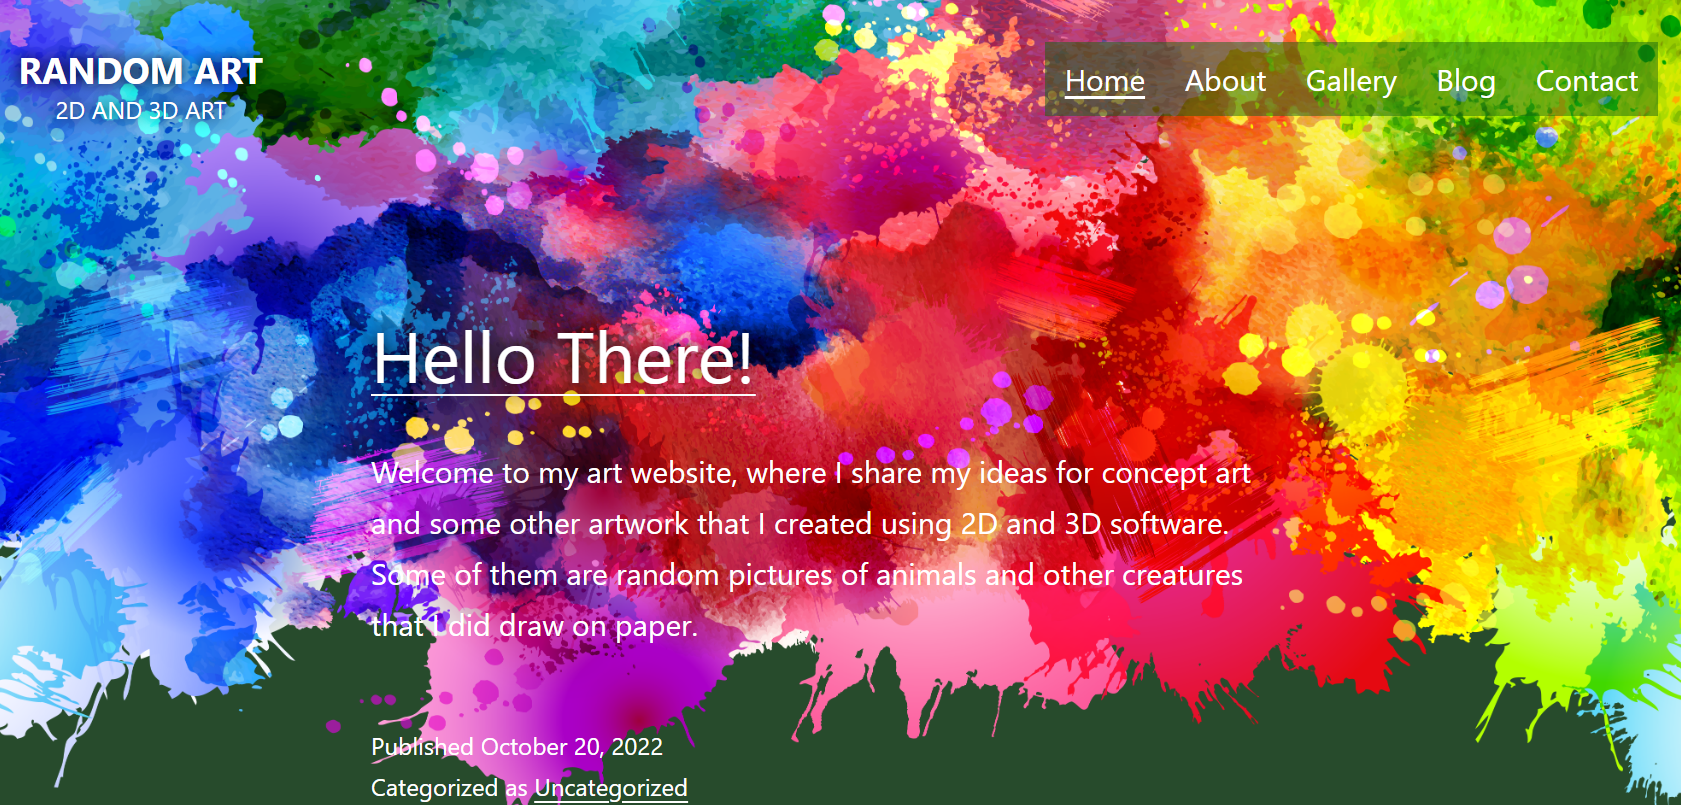 RANDOM ART
2D AND 3D ART
Home About Gallery Blog Contact
Hello There!
Welcome to my art website, where I share my ideas for concept art
and some other artwork that I created using 2D and 3D software.
Some of them are random pictures of animals and other creatures
that I did draw on paper.
Published October 20, 2022
Categorized as Uncategorized